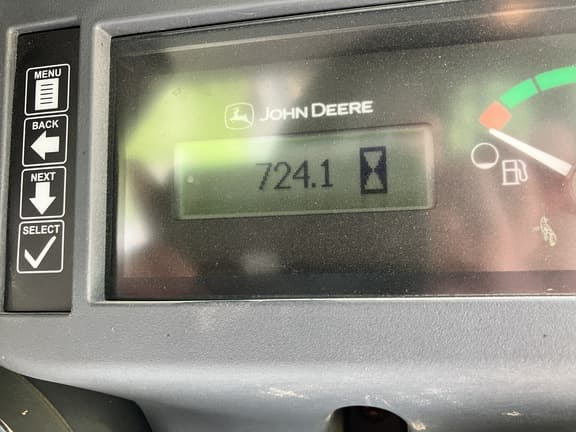 MENU
BACK
NEXT
SELECT
JOHN DEERE
724.1